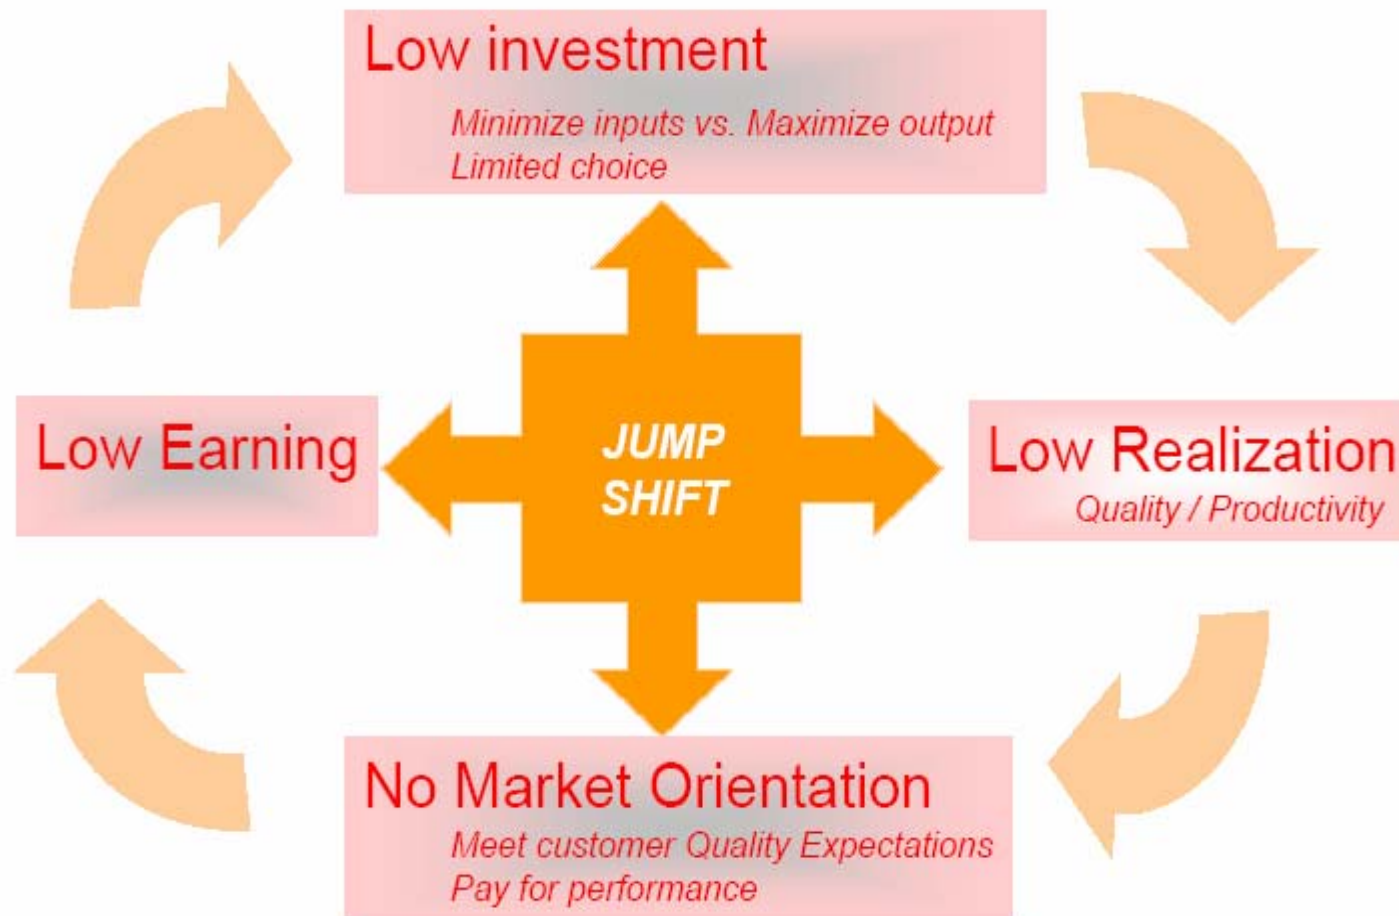 Low investment
Minimize inputs vs. Maximize output
Limited choice
Low Earning
JUMP
SHIFT
Low Realization
Quality / Productivity
No Market Orientation
Meet customer Quality Expectations
Pay for performance